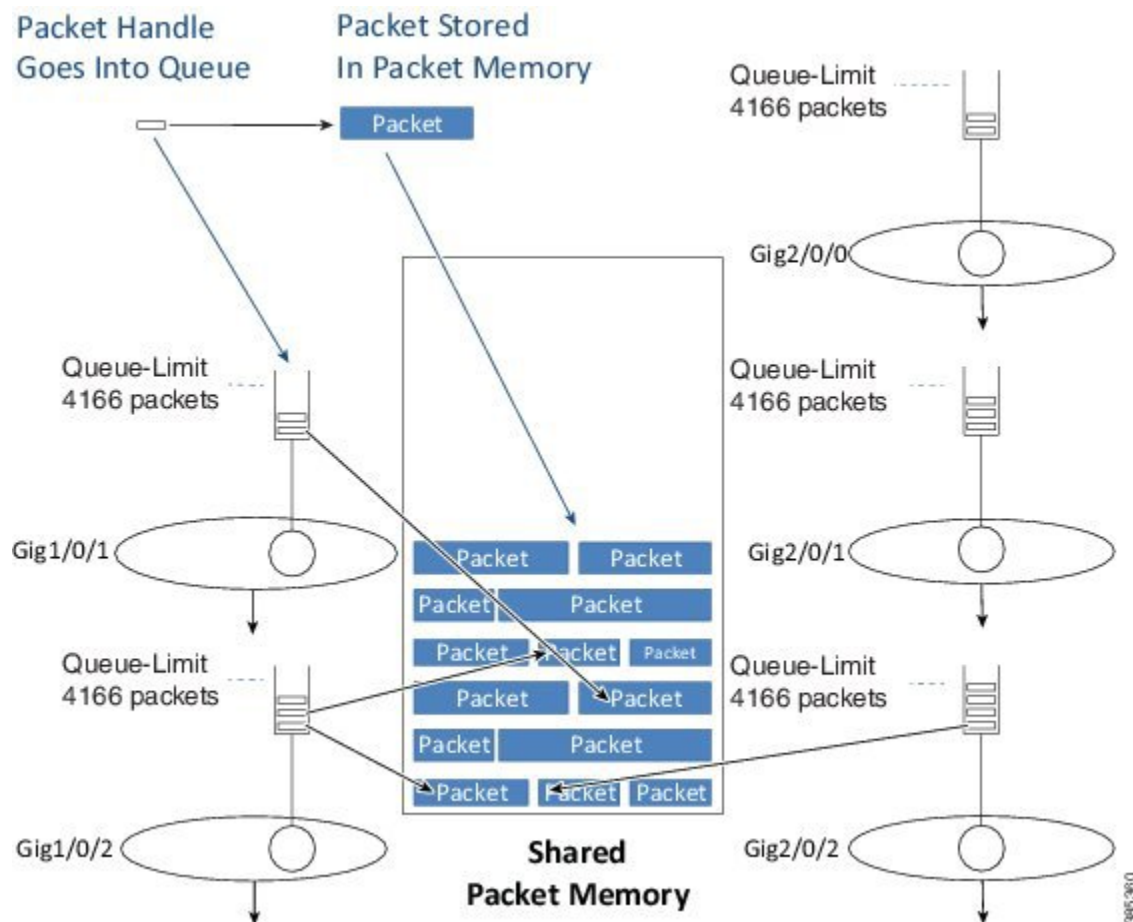 Packet Handle
Goes Into Queue
Packet Stored
In Packet Memory
Packet
Queue-Limit
4166 packets
Gig2/0/0
Queue-Limit
4166 packets
Gig1/0/1
Queue-Limit
4166 packets
Gig2/0/1
Packet Packet
Packet Packet
Packet Packet Packet
Packet Packet
Packet Packet
Packet Packet Packet
Queue-Limit
4166 packets
Gig1/0/2
Queue-Limit
4166 packets
Gig2/0/2
Shared
Packet Memory